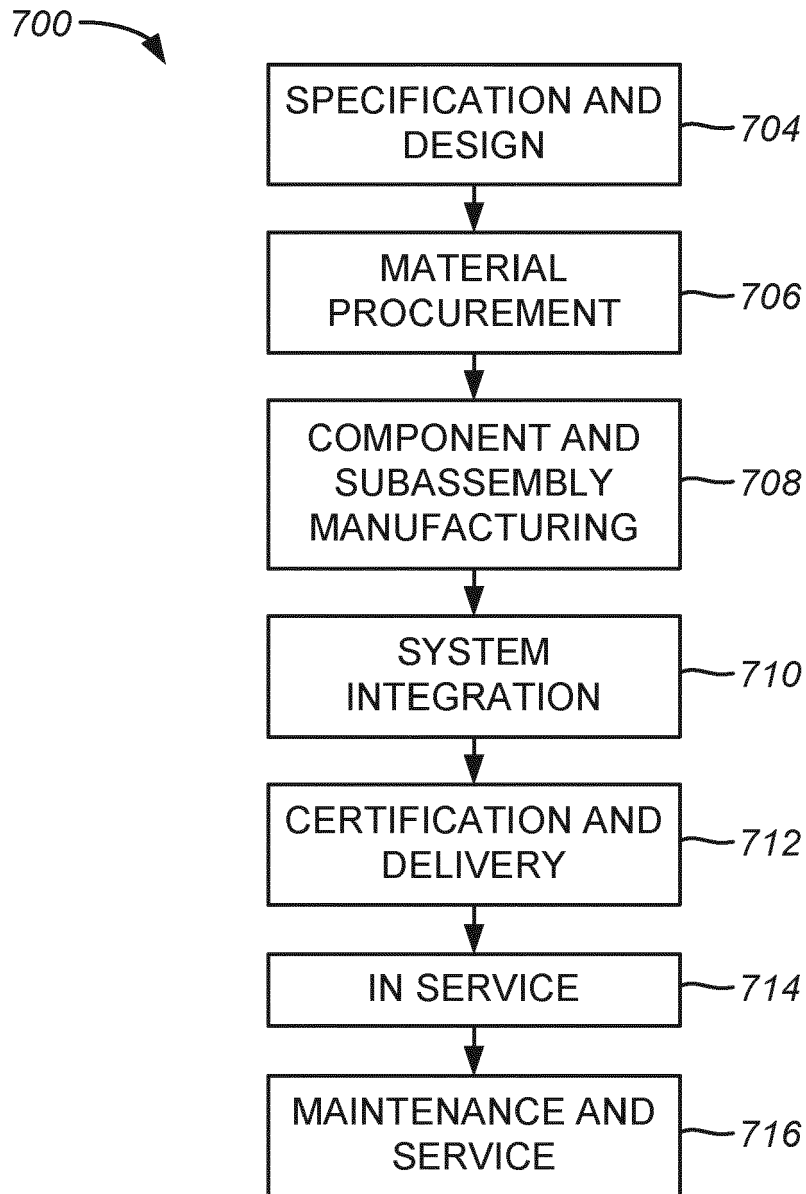 700
SPECIFICATION AND
DESIGN
704
MATERIAL
PROCUREMENT
706
COMPONENT AND
SUBASSEMBLY
MANUFACTURING
708
SYSTEM
INTEGRATION
710
CERTIFICATION AND
DELIVERY
712
IN SERVICE
714
MAINTENANCE AND
SERVICE
716